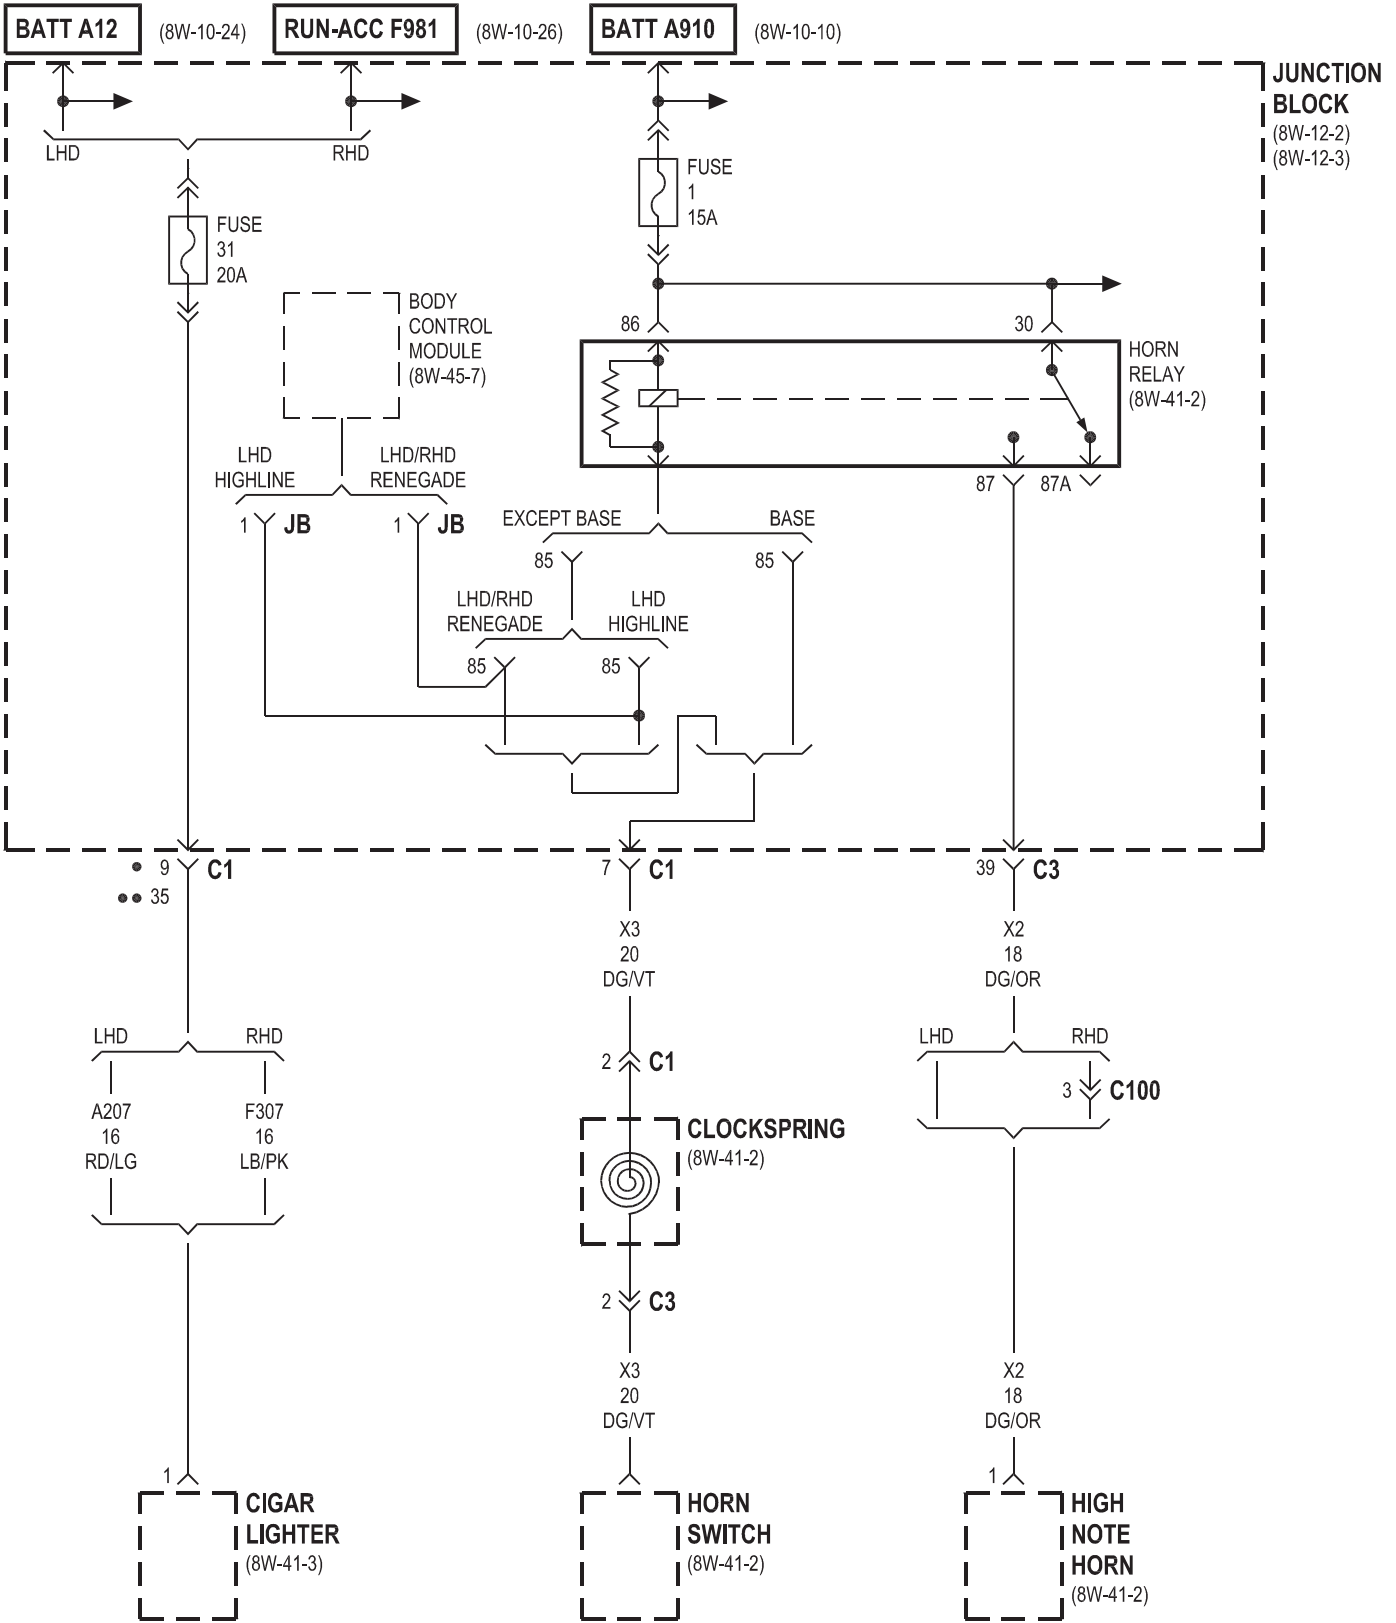 BATT A12
(8W-10-24)
RUN-ACC F981
(8W-10-26)
BATT A910
(8W-10-10)
JUNCTION
BLOCK
(8W-12-2)
(8W-12-3)
LHD
RHD
FUSE
31
20A
FUSE
1
15A
BODY
CONTROL
MODULE
(8W-45-7)
86
30
HORN
RELAY
(8W-41-2)
87
87A
LHD
HIGHLINE
LHD/RHD
RENEGADE
1
JB
1
JB
EXCEPT BASE
BASE
85
85
LHD/RHD
RENEGADE
LHD
HIGHLINE
85
85
• 9
C1
•• 35
7
C1
39
C3
X3
20
DG/VT
X2
18
DG/OR
LHD
RHD
A207
16
RD/LG
F307
16
LB/PK
2
C1
LHD
RHD
3
C100
CLOCKSPRING
(8W-41-2)
2
C3
X3
20
DG/VT
X2
18
DG/OR
1
CIGAR
LIGHTER
(8W-41-3)
HORN
SWITCH
(8W-41-2)
1
HIGH
NOTE
HORN
(8W-41-2)